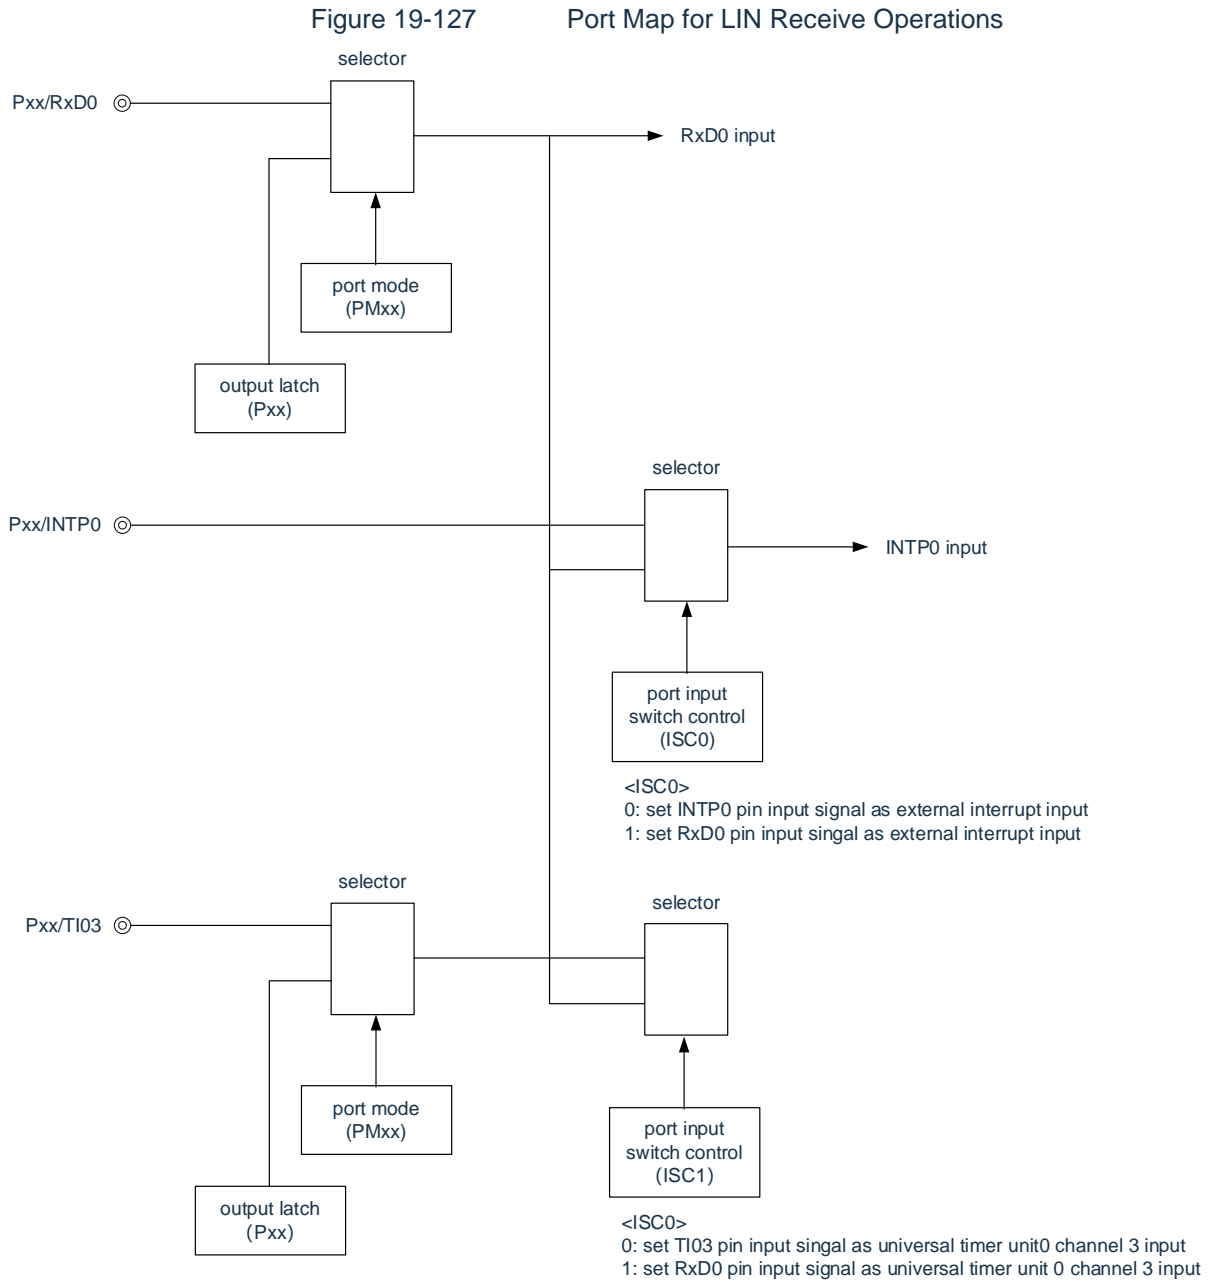 Figure 19-127 Port Map for LIN Receive Operations
selector
Pxx/RxD0
RxD0 input
port mode
(PMxx)
output latch
(Pxx)
selector
Pxx/INTP0
INTP0 input
port input
switch control
(ISC0)
<ISC0>
0: set INTP0 pin input signal as external interrupt input
1: set RxD0 pin input singal as external interrupt input
selector
selector
Pxx/TI03
port mode
(PMxx)
port input
switch control
(ISC1)
output latch
(Pxx)
<ISC0>
0: set TI03 pin input singal as universal timer unit0 channel 3 input
1: set RxD0 pin input signal as universal timer unit 0 channel 3 input